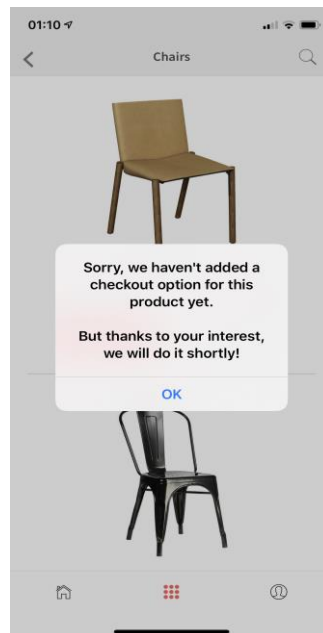 01:10
Chairs
Sorry, we haven't added a
checkout option for this
product yet.
But thanks to your interest,
we will do it shortly!
OK